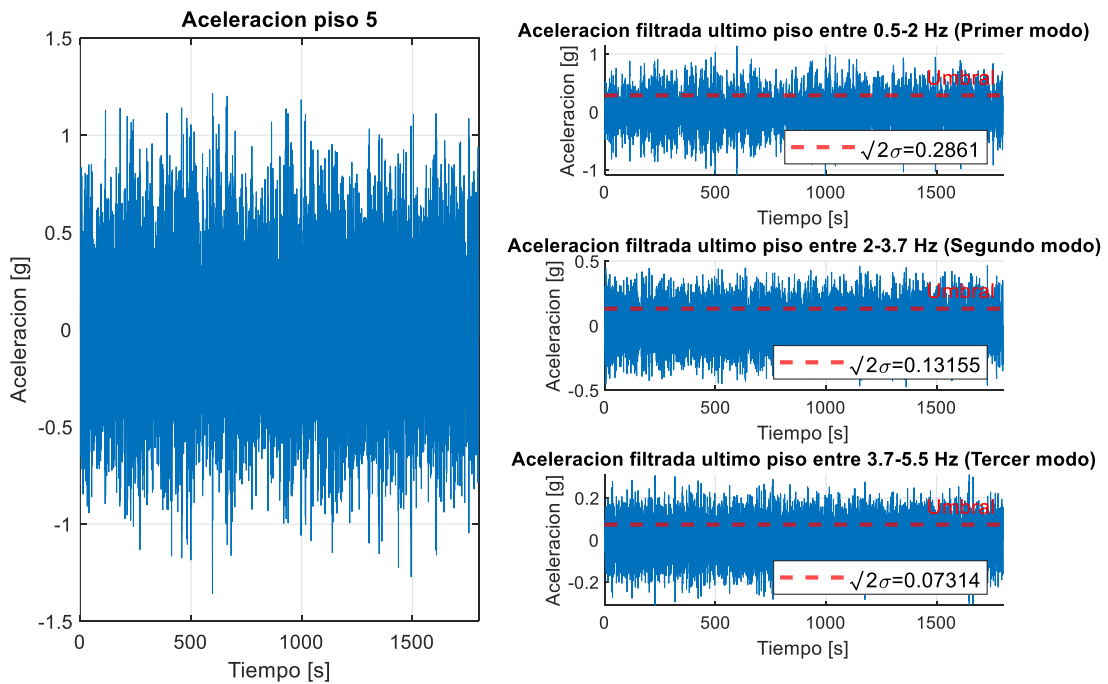 Aceleracion piso 5
Aceleracion [g]
1.5
1
0.5
0
-0.5
-1
-1.5
0
500
1000
1500
Tiempo [s]
Aceleracion filtrada ultimo piso entre 0.5-2 Hz (Primer modo)
Aceleracion [g]
1
0
-1
Umbral
√2σ=0.2861
0
500
1000
1500
Tiempo [s]
Aceleracion filtrada ultimo piso entre 2-3.7 Hz (Segundo modo)
Aceleracion [g]
0.5
0
-0.5
Umbral
√2σ=0.13155
0
500
1000
1500
Tiempo [s]
Aceleracion filtrada ultimo piso entre 3.7-5.5 Hz (Tercer modo)
Aceleracion [g]
0.2
0
-0.2
Umbral
√2σ=0.07314
0
500
1000
1500
Tiempo [s]